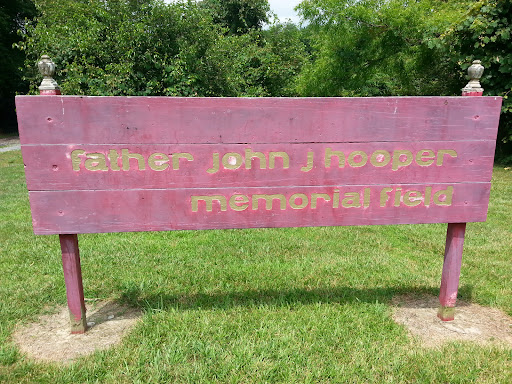 father john j hooper
memorial field